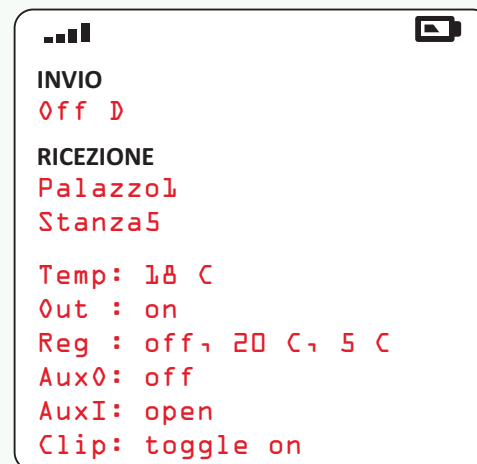 INVIO
Off D
RICEZIONE
Palazzo1
Stanza5
Temp: 18 C
Out : on
Reg : off, 20 C, 5 C
AuxO: off
AuxI: open
Clip: toggle on